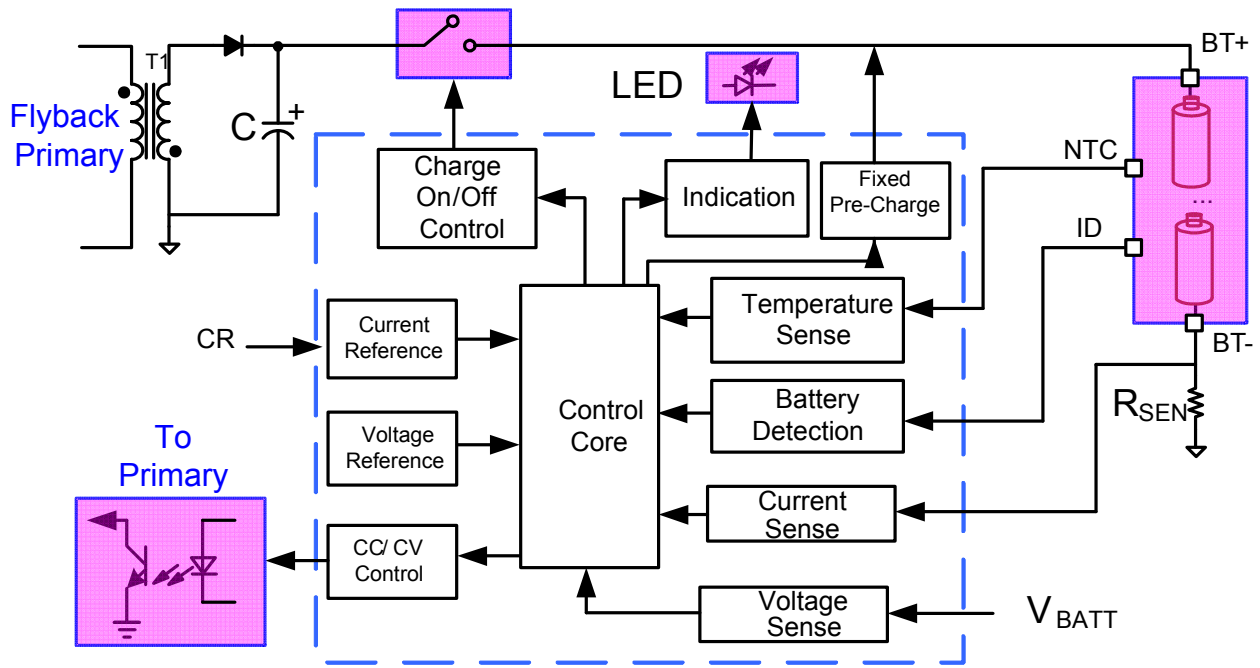 BT+
T1
LED
Flyback
Primary
C
+
Charge
On/Off
Control
Indication
Fixed
Pre-Charge
NTC
...
ID
Temperature
Sense
CR
Current
Reference
BT-
Control
Core
Battery
Detection
RSEN
Voltage
Reference
To
Primary
Current
Sense
CC/ CV
Control
Voltage
Sense
VBATT